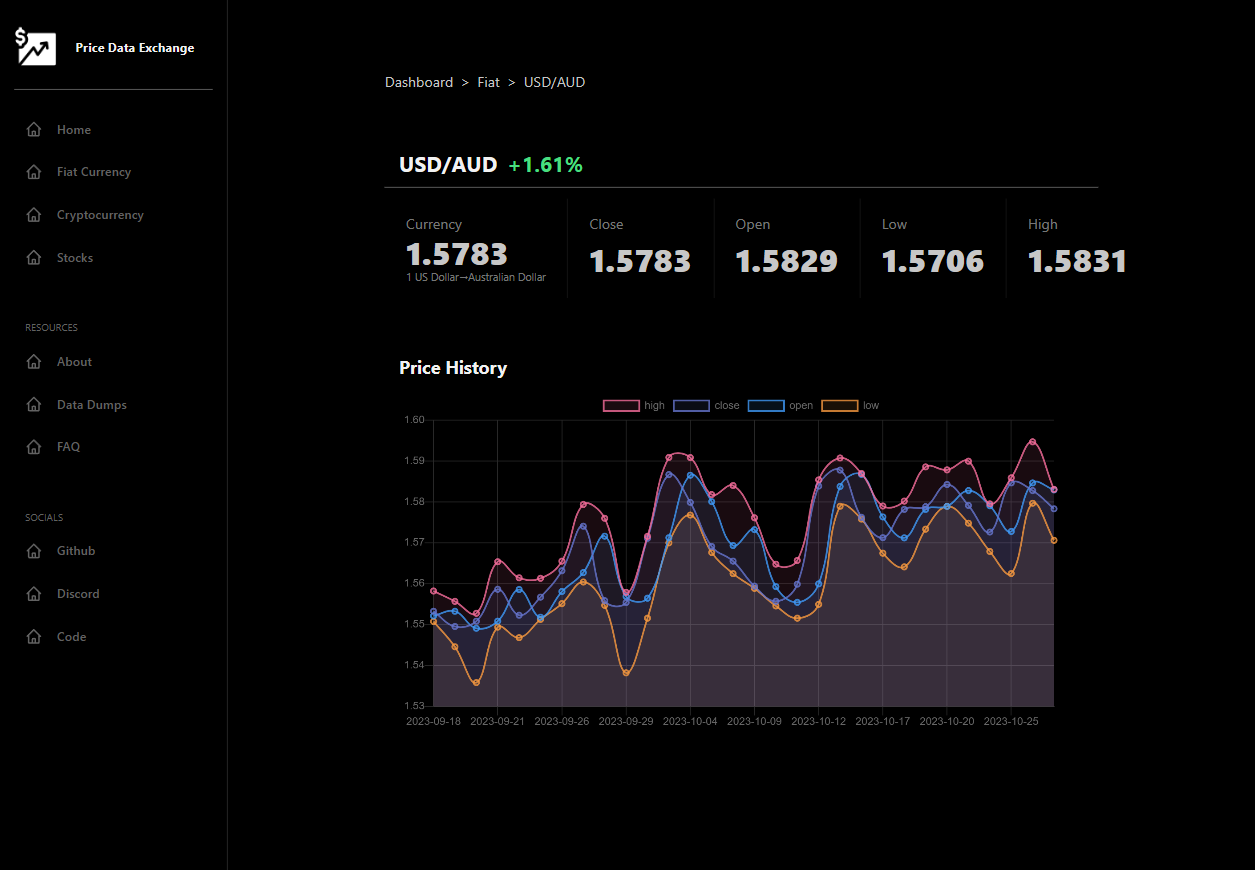 $
Price Data Exchange
Home
Fiat Currency
Cryptocurrency
Stocks
RESOURCES
About
Data Dumps
FAQ
SOCIALS
Github
Discord
Code
Dashboard > Fiat > USD/AUD
USD/AUD +1.61%
Currency
1.5783
1 US Dollar→Australian Dollar
Close
1.5783
Open
1.5829
Low
1.5706
High
1.5831
Price History
high close open low
1.60
1.59
1.58
1.57
1.56
1.55
1.54
1.53
2023-09-18 2023-09-21 2023-09-26 2023-09-29 2023-10-04 2023-10-09 2023-10-12 2023-10-17 2023-10-20 2023-10-25